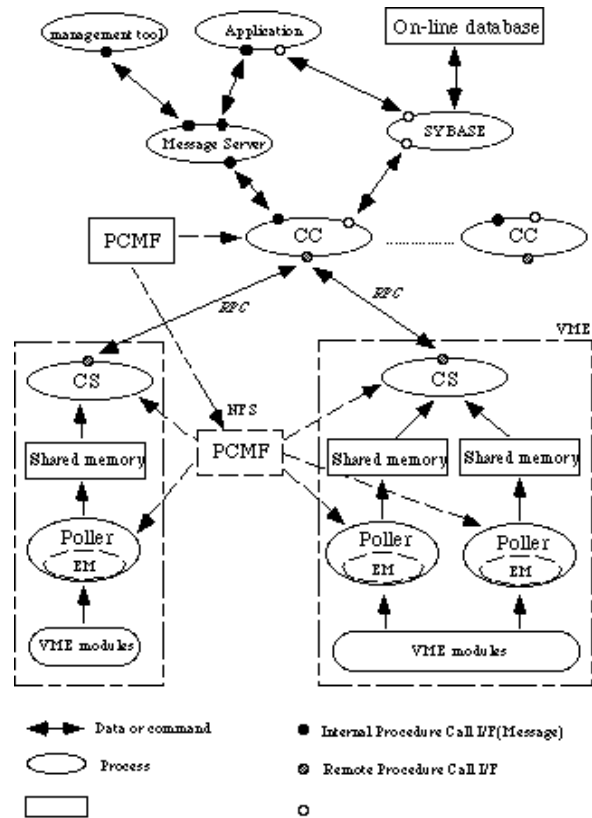 management tool
Application
On-line database
Message Server
SYBASE
PCMF
CC
CC
RPC
RPC
VME
CS
NFS
CS
PCMF
Shared memory
Shared memory
Shared memory
Poller
EM
Poller
EM
Poller
EM
VME modules
VME modules
Data or command
Internal Procedure Call I/F(Message)
Process
Remote Procedure Call I/F